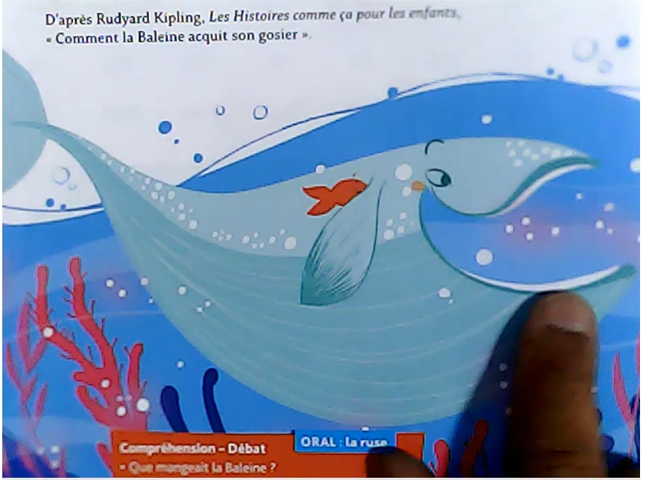 D'après Rudyard Kipling, Les Histoires comme ça pour les enfants,
« Comment la Baleine acquit son gosier ».
Compréhension – Débat
ORAL : la ruse
• Que mangeait la Baleine ?